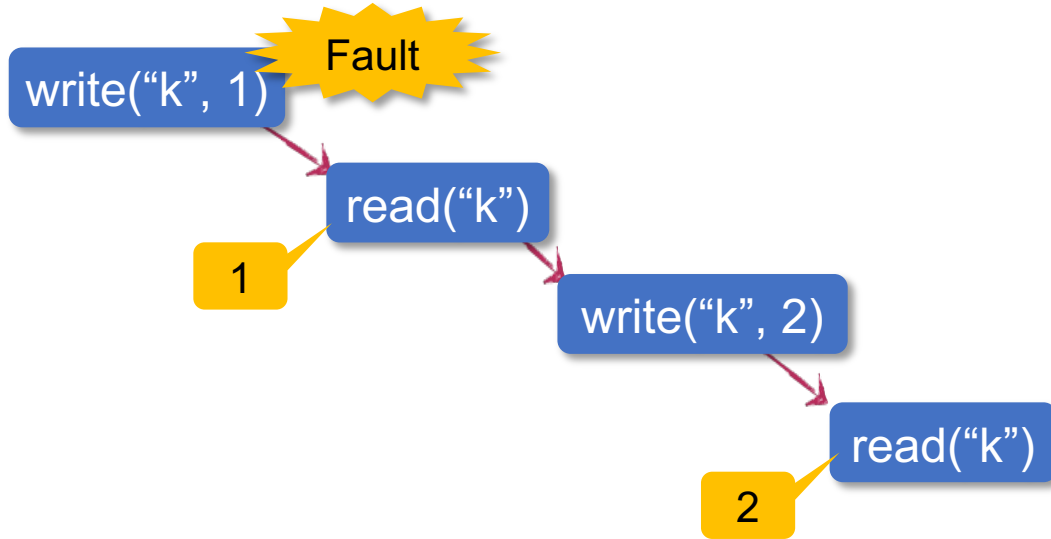 Fault
write(“k”, 1)
read(“k”)
1
write(“k”, 2)
read(“k”)
2